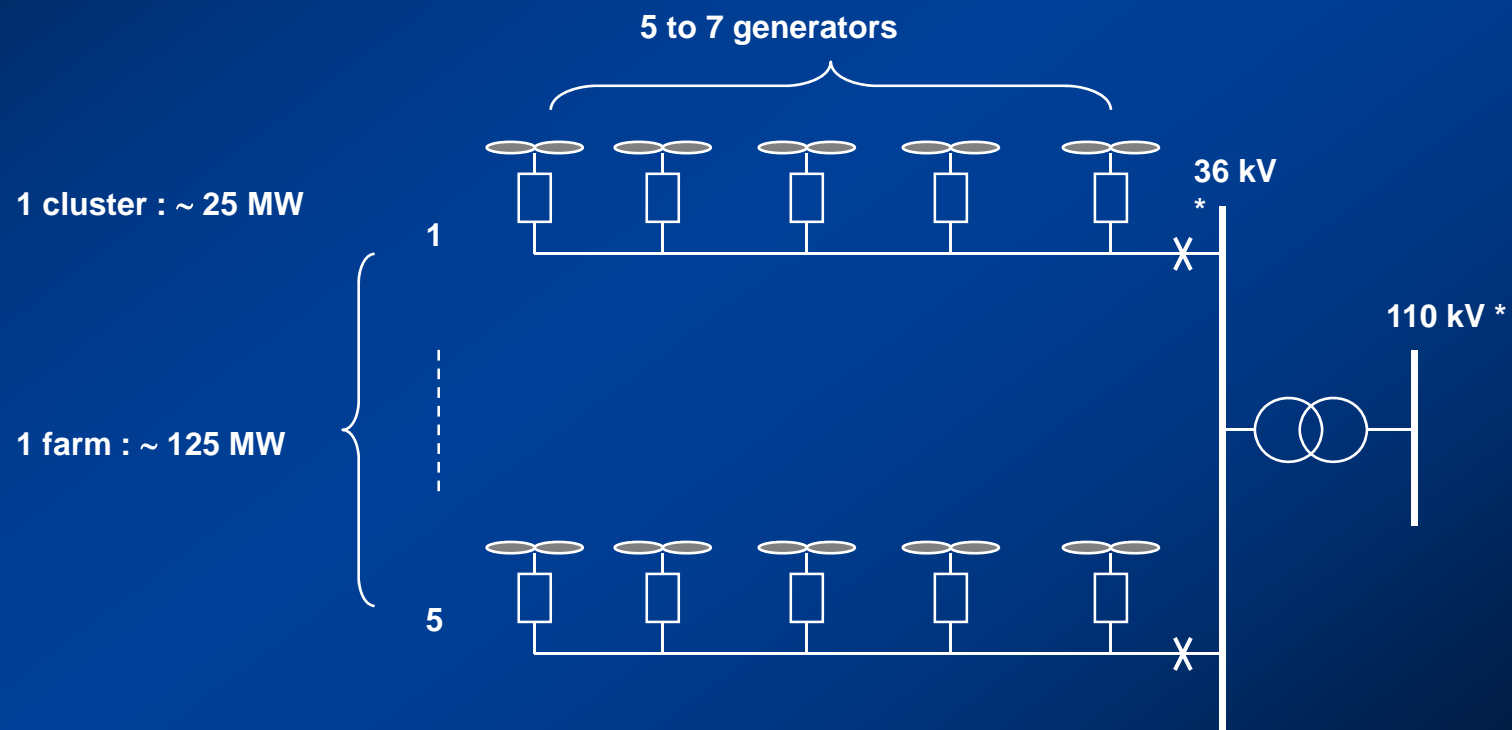 5 to 7 generators
36 kV
*
1 cluster : ~ 25 MW
1
110 kV *
1 farm : ~ 125 MW
5